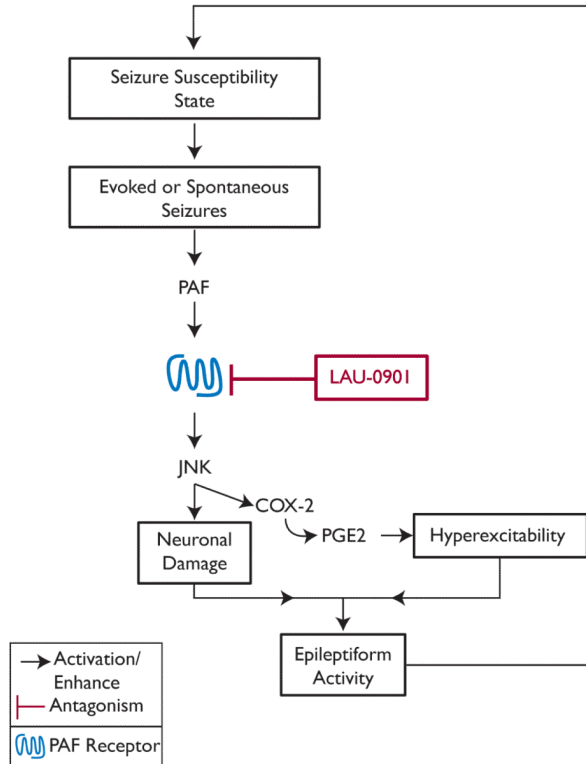 Seizure Susceptibility
State
Evoked or Spontaneous
Seizures
PAF
LAU-0901
JNK
COX-2
PGE2
Hyperexcitability
Neuronal
Damage
Epileptiform
Activity
Activation/
Enhance
Antagonism
PAF Receptor